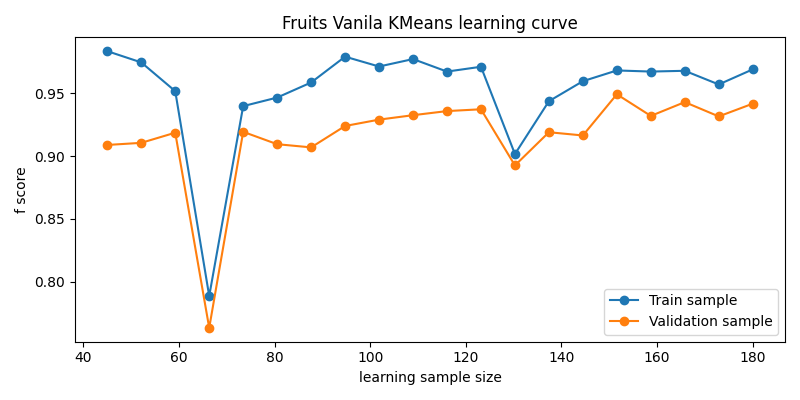 Fruits Vanila KMeans learning curve
f score
0.95
0.90
0.85
0.80
Train sample
Validation sample
40 60 80 100 120 140 160 180
learning sample size